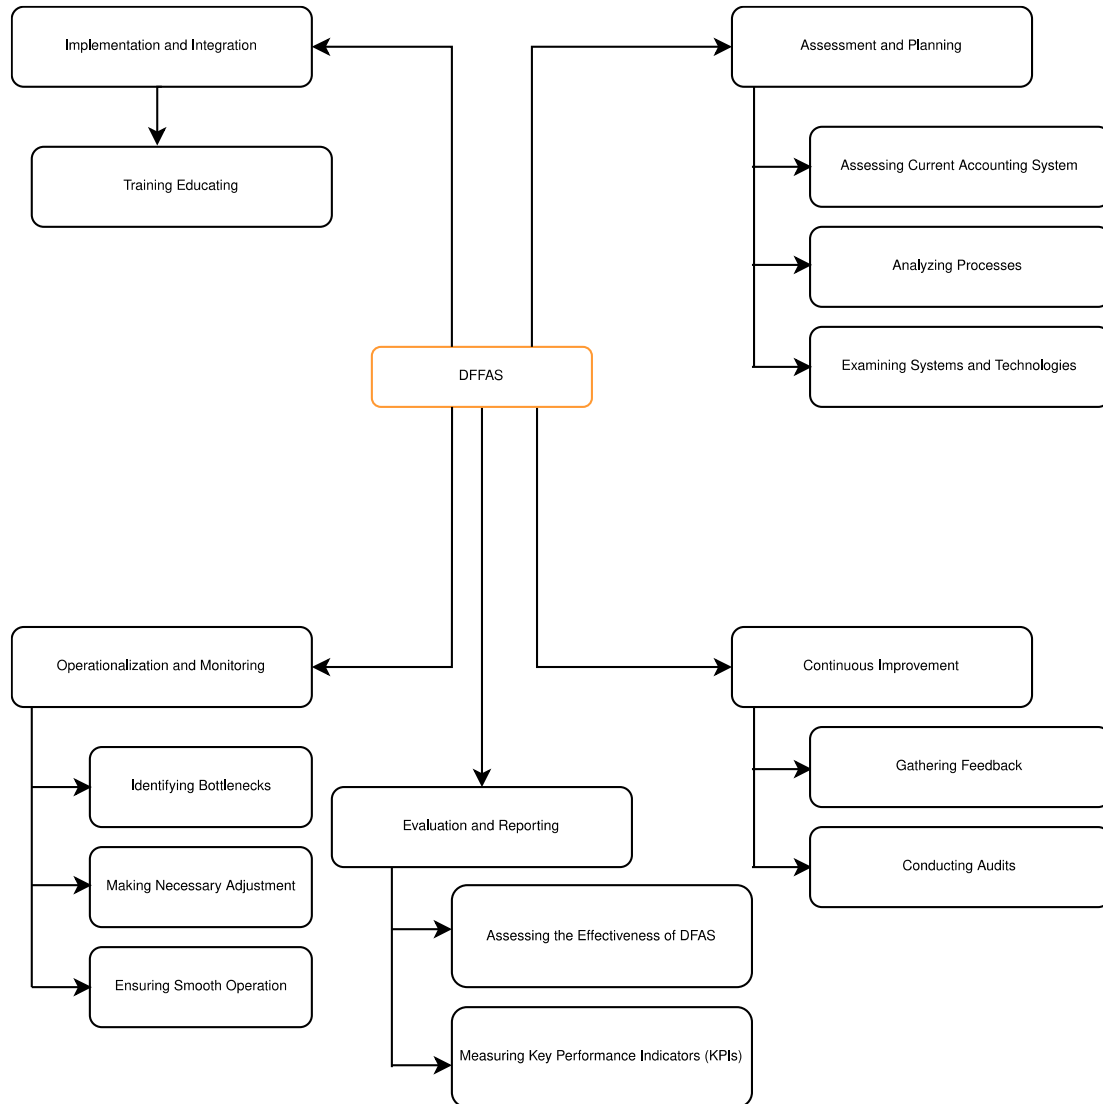 Implementation and Integration
Assessment and Planning
Training Educating
Assessing Current Accounting System
Analyzing Processes
Examining Systems and Technologies
DFFAS
Operationalization and Monitoring
Continuous Improvement
Identifying Bottlenecks
Gathering Feedback
Evaluation and Reporting
Making Necessary Adjustment
Conducting Audits
Assessing the Effectiveness of DFAS
Ensuring Smooth Operation
Measuring Key Performance Indicators (KPIs)